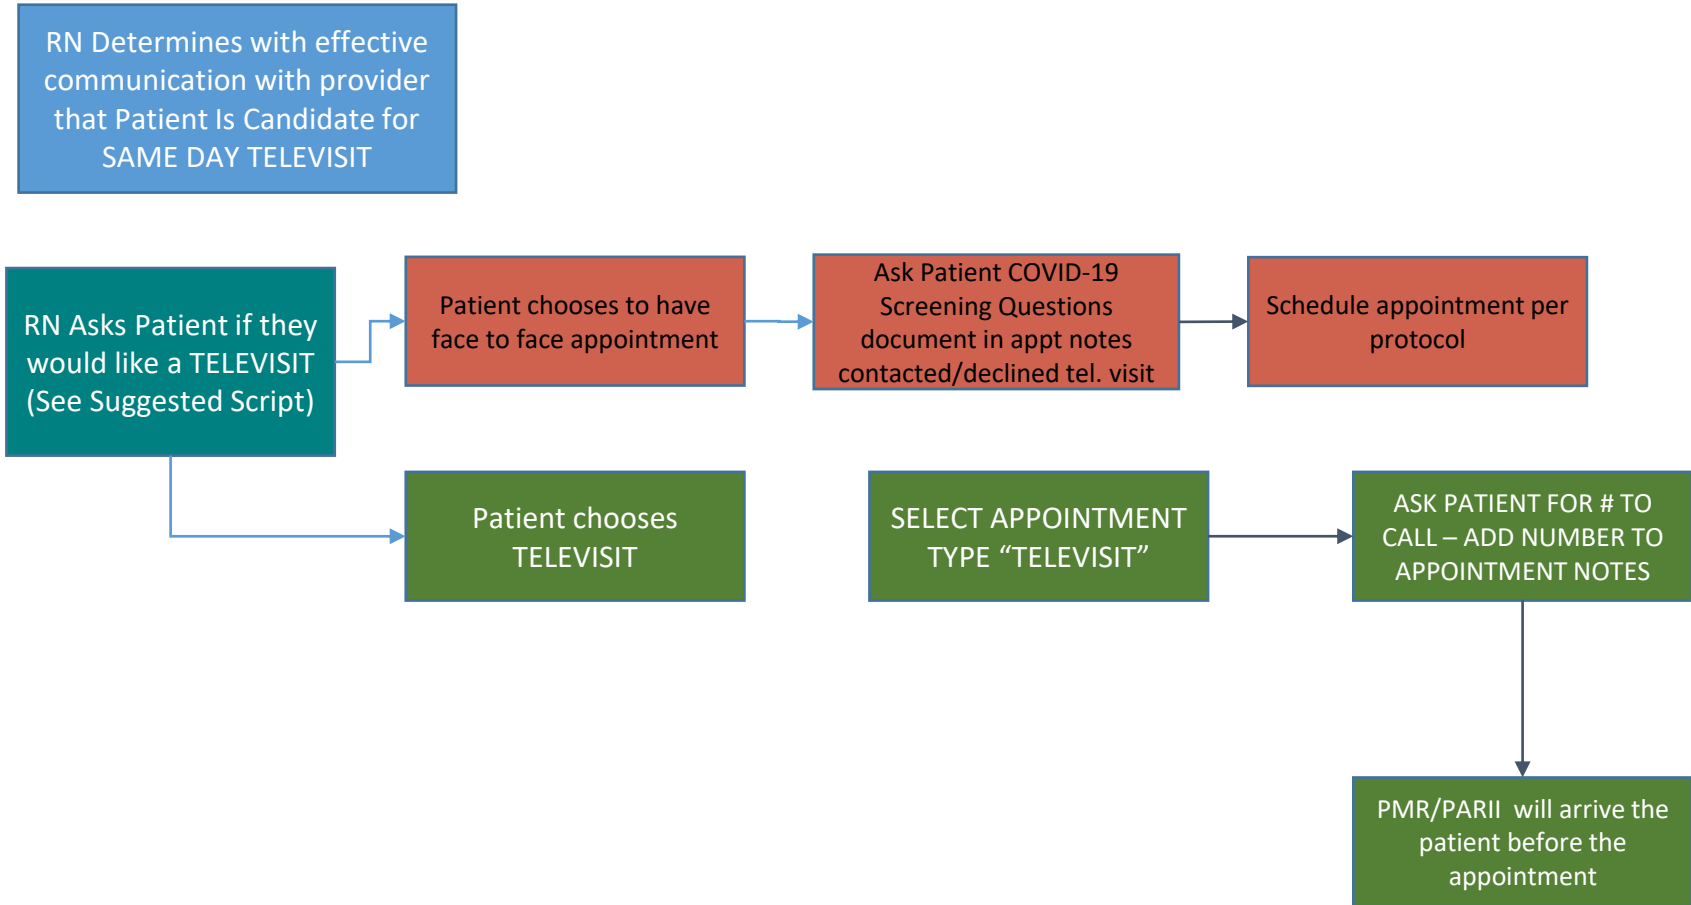 RN Determines with effective
communication with provider
that Patient Is Candidate for
SAME DAY TELEVISIT
RN Asks Patient if they
would like a TELEVISIT
(See Suggested Script)
Patient chooses to have
face to face appointment
Ask Patient COVID-19
Screening Questions
document in appt notes
contacted/declined tel. visit
Schedule appointment per
protocol
Patient chooses
TELEVISIT
SELECT APPOINTMENT
TYPE “TELEVISIT”
ASK PATIENT FOR # TO
CALL – ADD NUMBER TO
APPOINTMENT NOTES
PMR/PARII will arrive the
patient before the
appointment